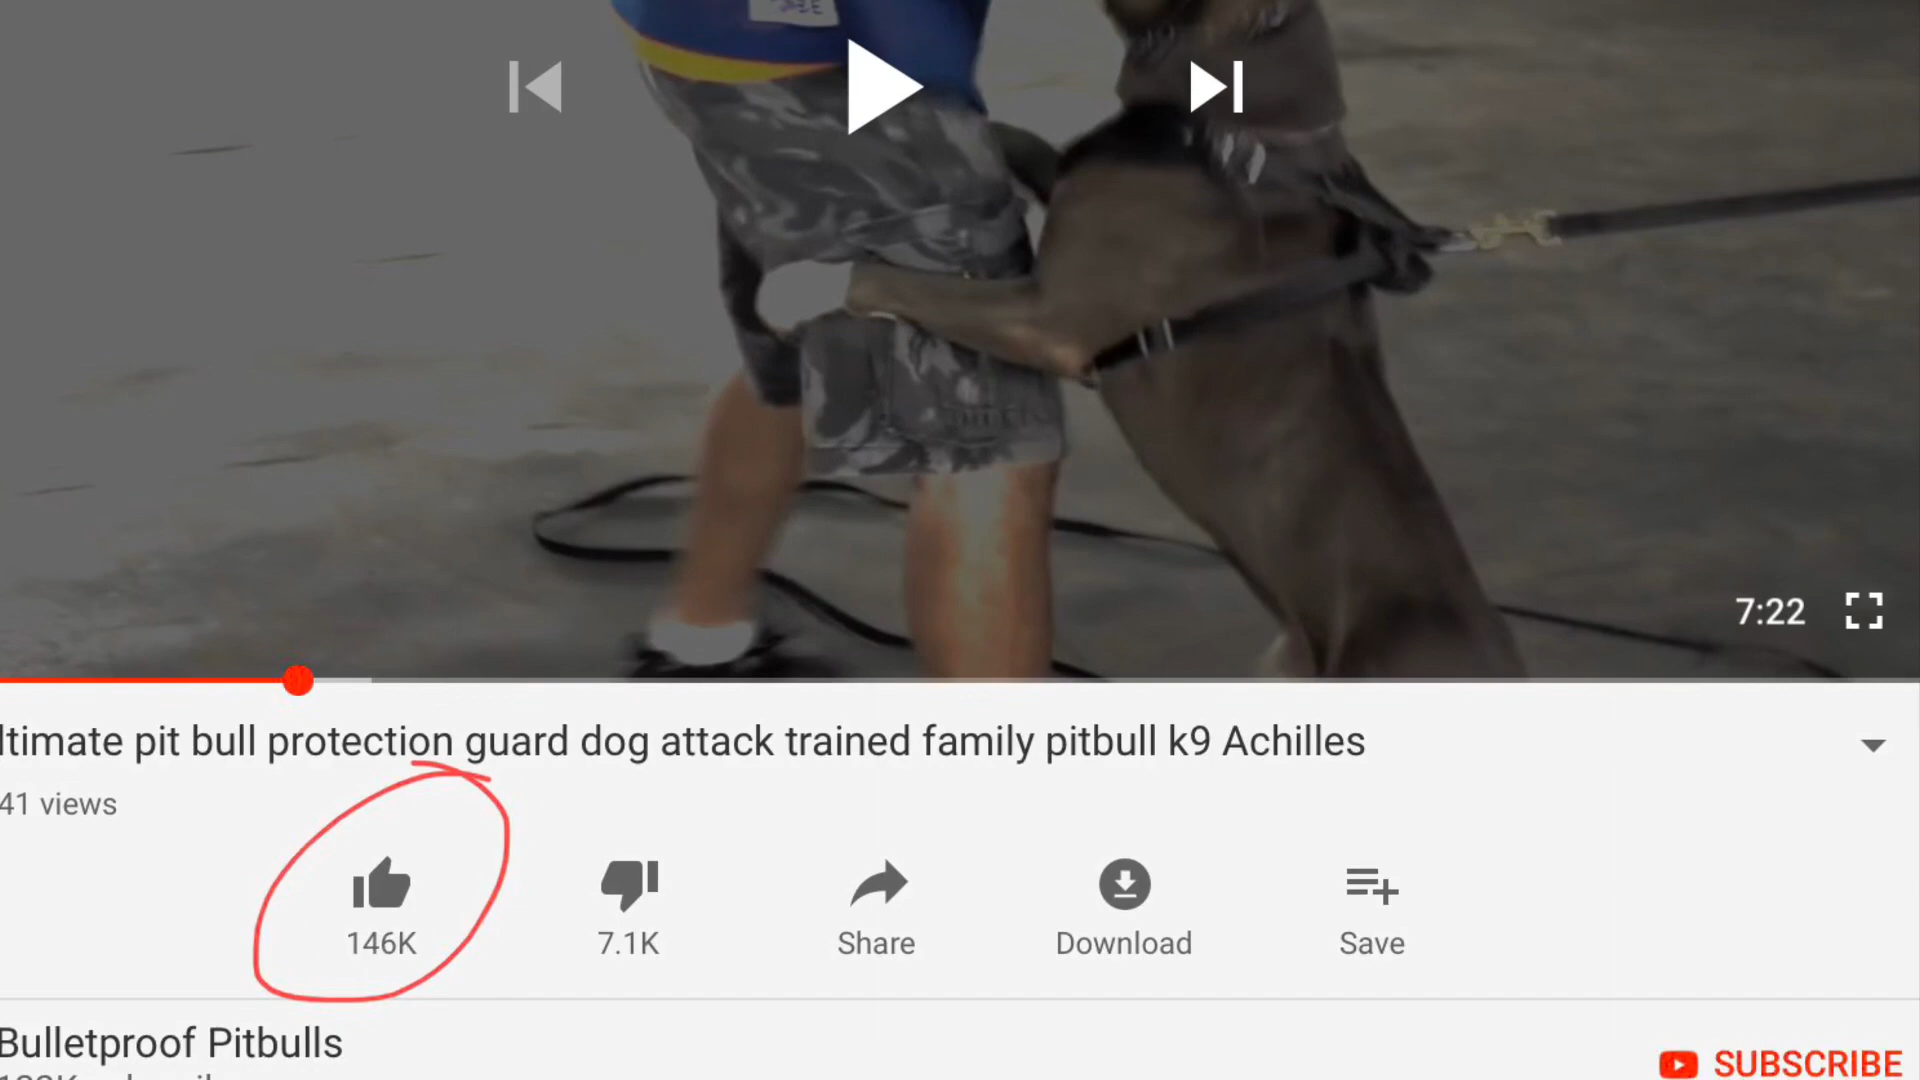 7:22
ltimate pit bull protection guard dog attack trained family pitbull k9 Achilles
41 views
146K 7.1K Share Download Save
Bulletproof Pitbulls
SUBSCRIBE